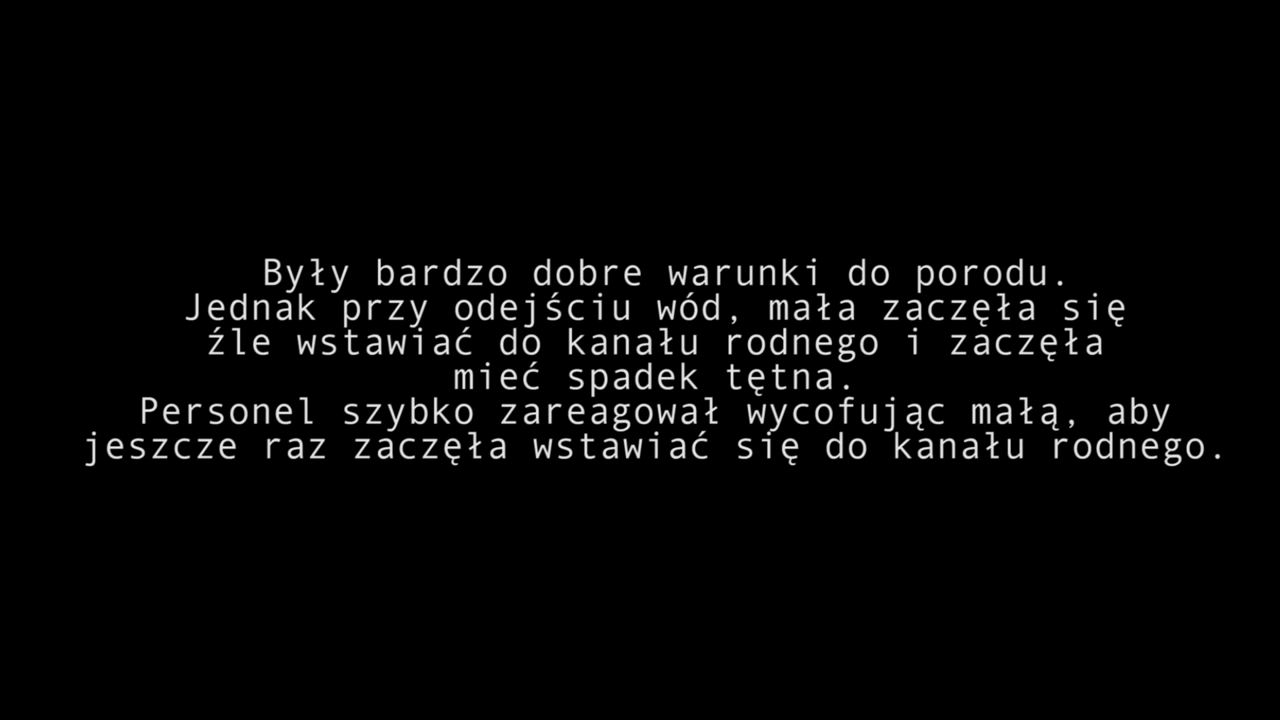 Były bardzo dobre warunki do porodu.
Jednak przy odejściu wód, mała zaczęła się
źle wstawiać do kanału rodnego i zaczęła
mieć spadek tętna.
Personel szybko zareagował wycofując małą, aby
jeszcze raz zaczęła wstawiać się do kanału rodnego.